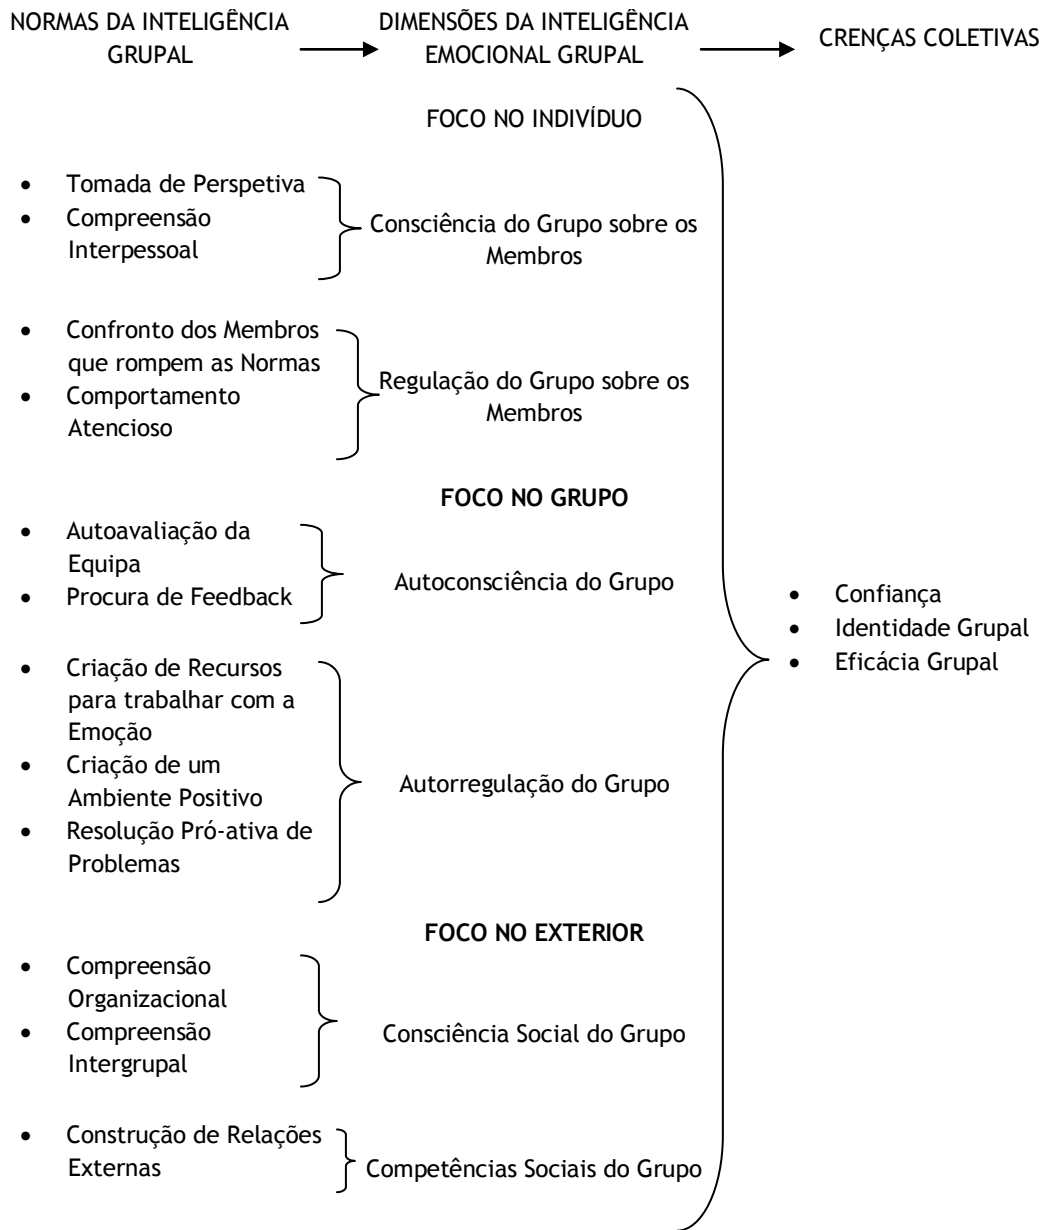 NORMAS DA INTELIGÊNCIA
GRUPAL
DIMENSÕES DA INTELIGÊNCIA
EMOCIONAL GRUPAL
CRENÇAS COLETIVAS
FOCO NO INDIVÍDUO
• Tomada de Perspetiva
• Compreensão
Interpessoal
Consciência do Grupo sobre os
Membros
• Confronto dos Membros
que rompem as Normas
• Comportamento
Atencioso
Regulação do Grupo sobre os
Membros
FOCO NO GRUPO
• Autoavaliação da
Equipa
• Procura de Feedback
Autoconsciência do Grupo
• Criação de Recursos
para trabalhar com a
Emoção
• Criação de um
Ambiente Positivo
• Resolução Pró-ativa de
Problemas
Autorregulação do Grupo
FOCO NO EXTERIOR
• Compreensão
Organizacional
• Compreensão
Intergrupal
Consciência Social do Grupo
• Construção de Relações
Externas
Competências Sociais do Grupo
• Confiança
• Identidade Grupal
• Eficácia Grupal